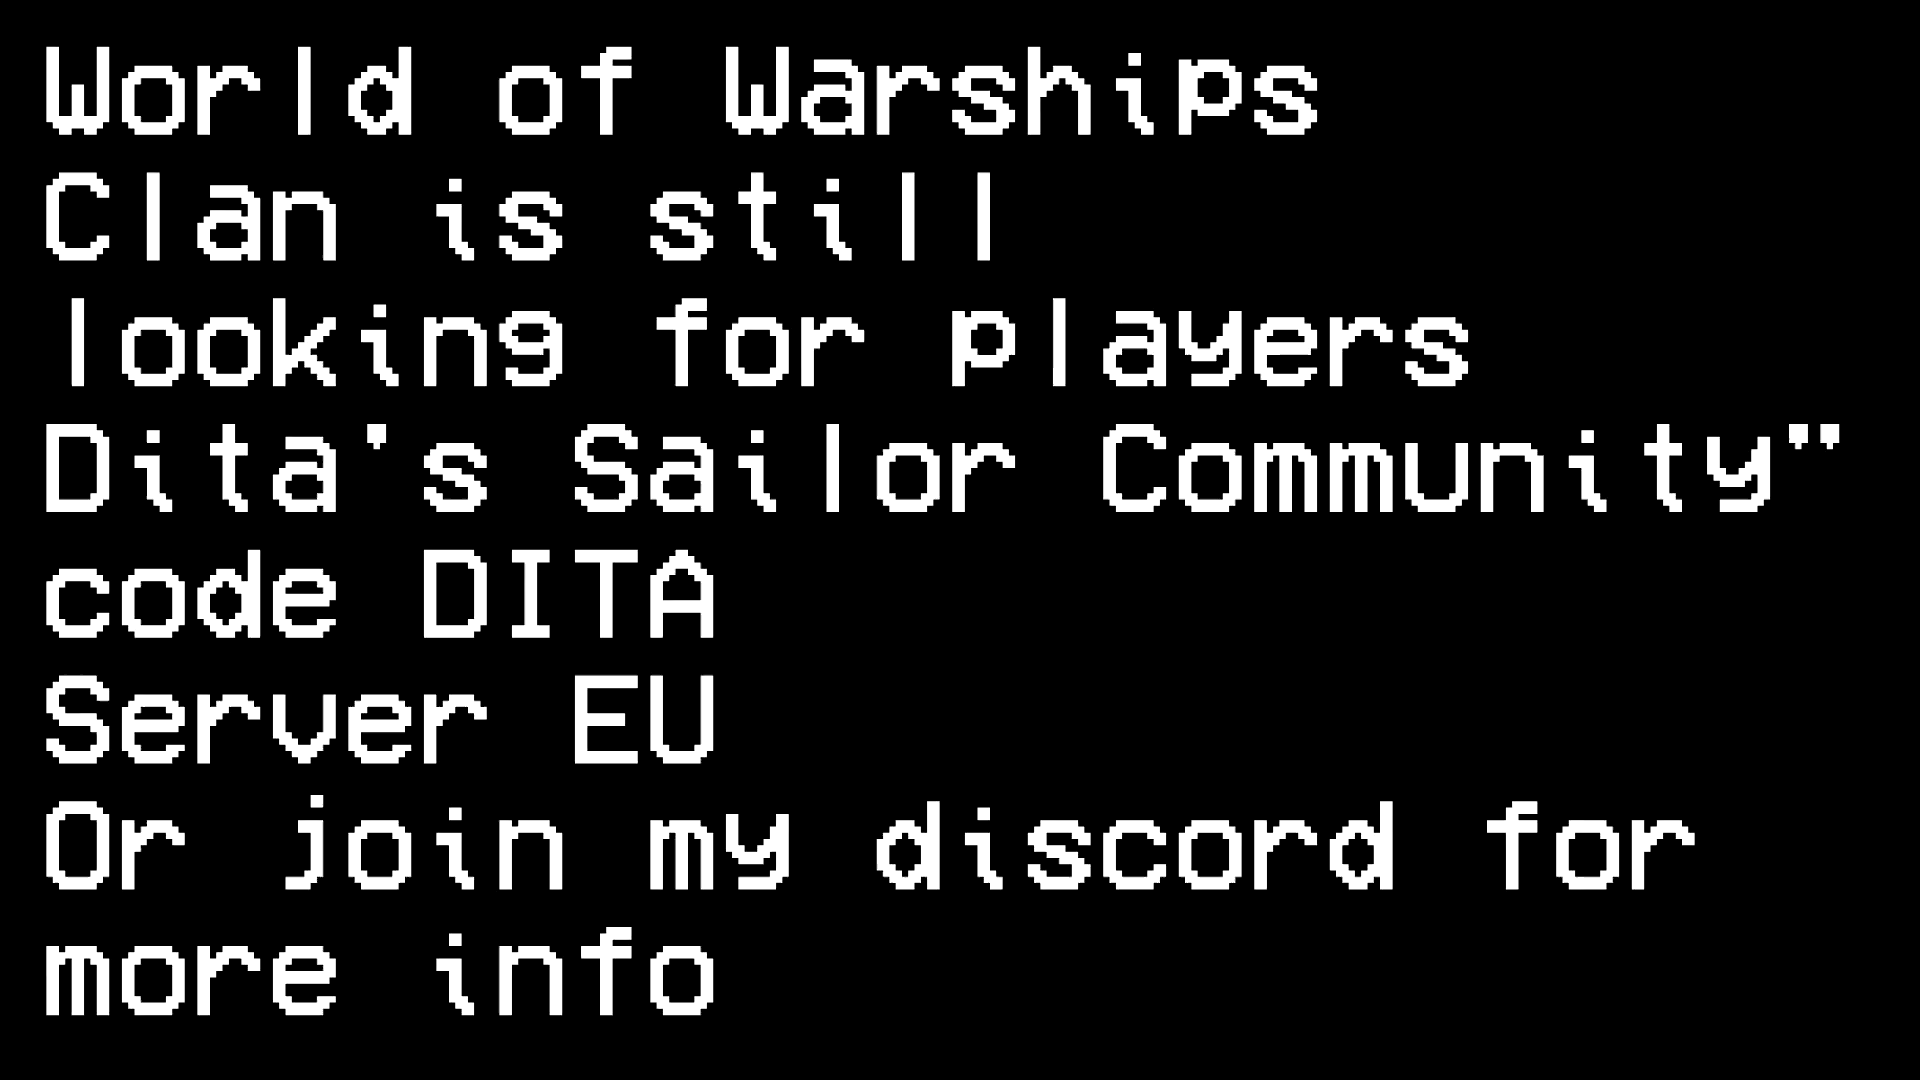 World of Warships
Clan is still
looking for players
Dita's Sailor Community"
code DITA
Server EU
Or join my discord for
more info